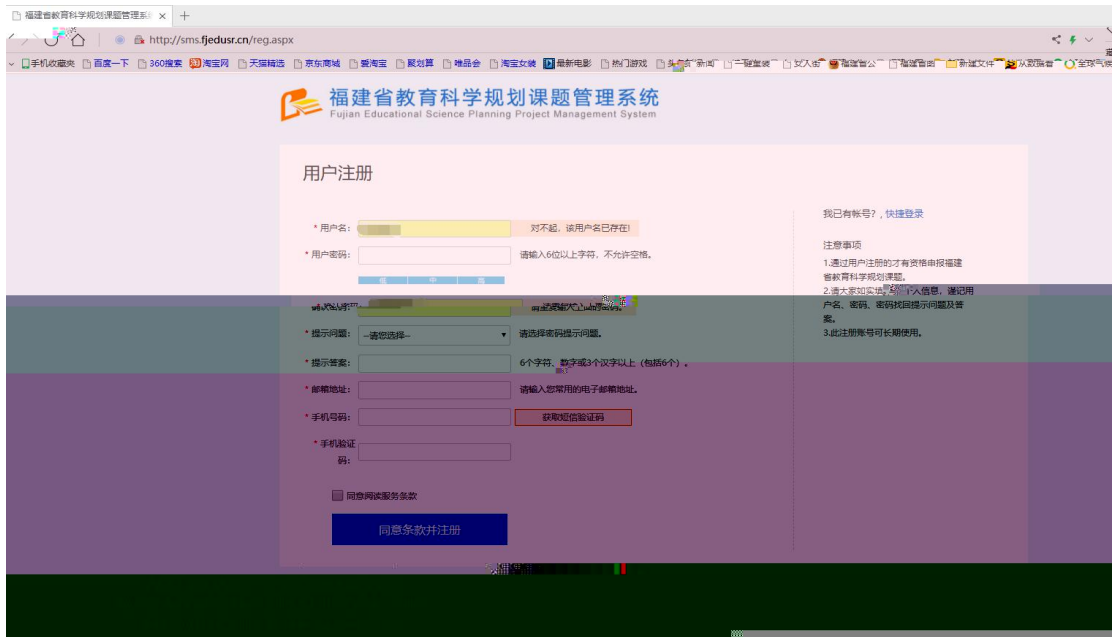 福建省教育科学规划课题管理系
http://sms.fjedusr.cn/reg.aspx
手机收藏夹 百度一下 360搜索 淘宝网 天猫精选 京东商城 爱淘宝 聚划算 唯品会 淘宝女装 最新电影 热门游戏
福建省教育科学规划课题管理系统
Fujian Educational Science Planning Project Management System
用户注册
我已有帐号?,快捷登录
* 用户名: 对不起,该用户名已存在!
* 用户密码: 请输入6位以上字符,不允许空格。
注意事项
1.通过用户注册的才有资格申报福建
省教育科学规划课题。
2.请大家如实填 个人信息,谨记用
户名、密码、密码找回提示问题及答
案。
3.此注册账号可长期使用。
* 提示问题: --请您选择-- 请选择密码提示问题。
* 提示答案: 6个字符、数字或3个汉字以上(包括6个)。
* 邮箱地址: 请输入您常用的电子邮箱地址。
* 手机号码: 获取短信验证码
* 手机验证
码:
同意阅读服务条款
同意条款并注册